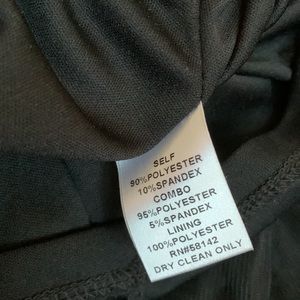 SELF
90%POLYESTER
10%SPANDEX
COMBO
95%POLYESTER
5%SPANDEX
LINING
100%POLYESTER
RN#58142
DRY CLEAN ONLY